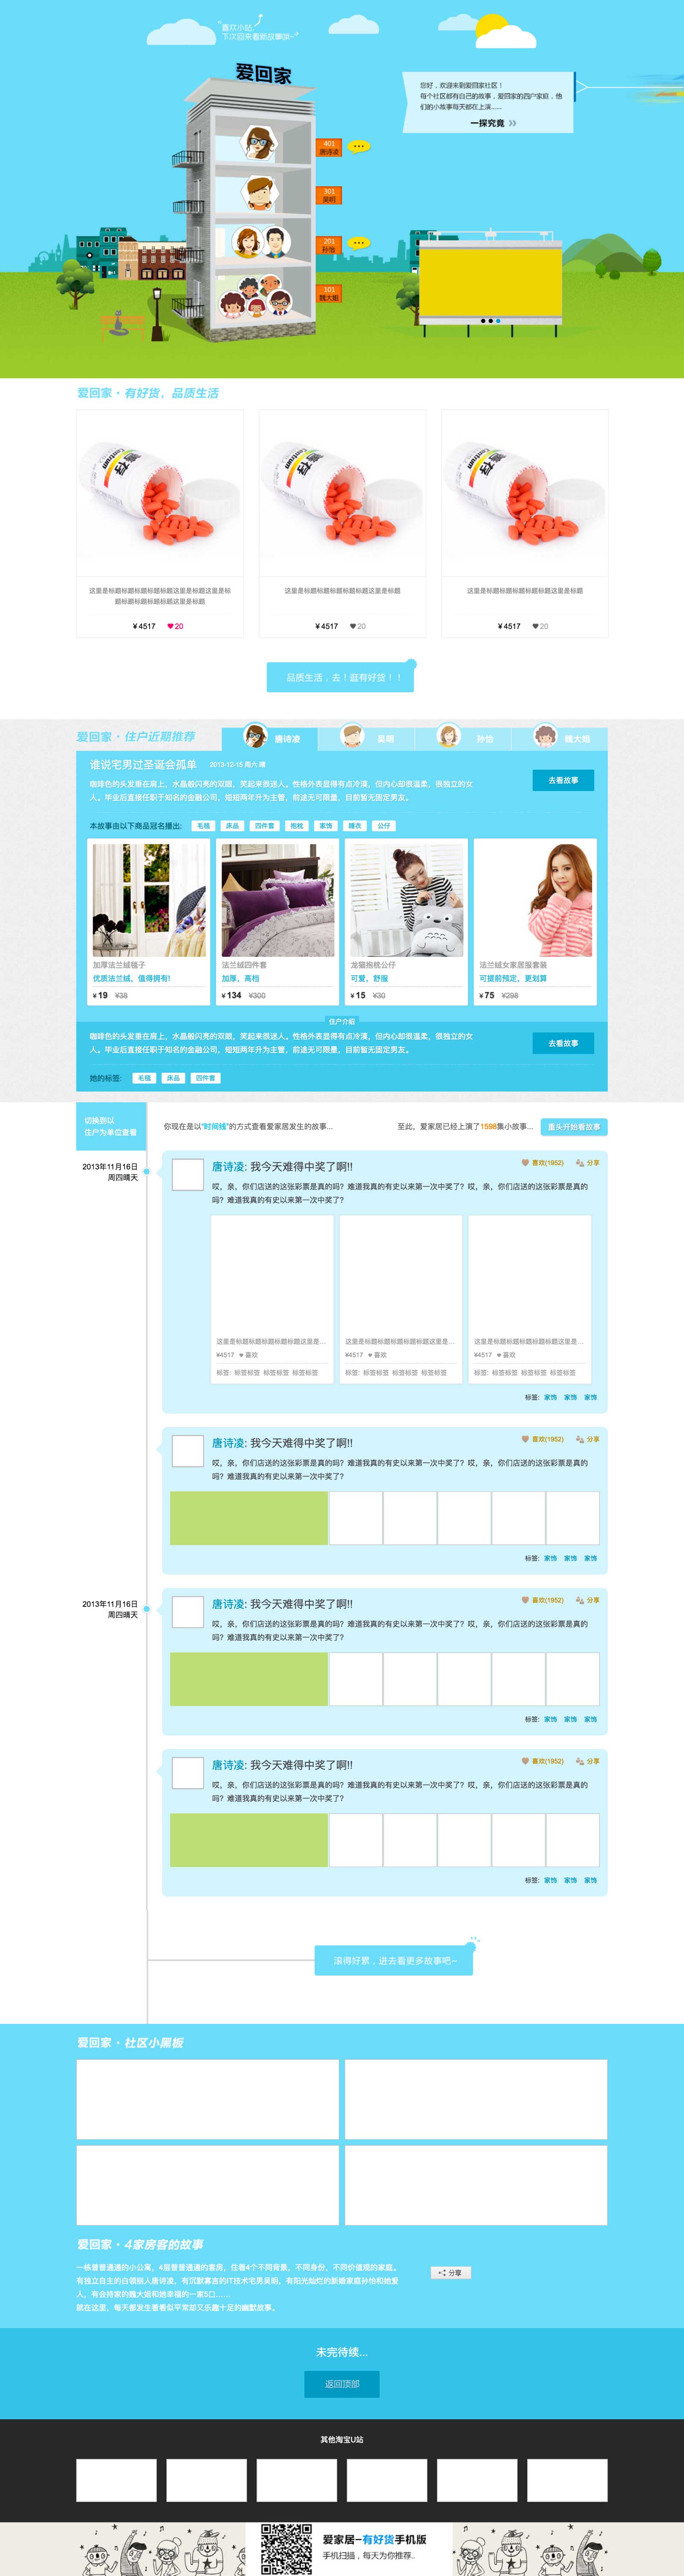 喜欢小站,
下次回来看新故事哦~
爱回家
401
唐诗凌
301
吴明
201
孙怡
101
魏大姐
您好,欢迎来到爱回家社区!
每个社区都有自己的故事,爱回家的四户家庭,他
们的小故事每天都在上演......
一探究竟 »
爱回家 · 有好货,品质生活
这里是标题标题标题标题标题这里是标题这里是标
题标题标题标题标题这里是标题
¥4517 20
这里是标题标题标题标题标题这里是标题
¥4517 20
这里是标题标题标题标题标题这里是标题
¥4517 20
品质生活,去!逛有好货!!
爱回家 · 住户近期推荐
唐诗凌
吴明
孙怡
魏大姐
谁说宅男过圣诞会孤单 2013-12-15 周六 晴
咖啡色的头发垂在肩上,水晶般闪亮的双眼,笑起来很迷人。性格外表显得有点冷漠,但内心却很温柔,很独立的女
人。毕业后直接任职于知名的金融公司,短短两年升为主管,前途无可限量,目前暂无固定男友。
去看故事
本故事由以下商品冠名播出: 毛毯 床品 四件套 抱枕 家饰 睡衣 公仔
加厚法兰绒毯子
优质法兰绒,值得拥有!
¥ 19 ¥38
法兰绒四件套
加厚,高档
¥ 134 ¥300
龙猫抱枕公仔
可爱,舒服
¥ 15 ¥30
法兰绒女家居服套装
可提前预定,更划算
¥ 75 ¥298
住户介绍
咖啡色的头发垂在肩上,水晶般闪亮的双眼,笑起来很迷人。性格外表显得有点冷漠,但内心却很温柔,很独立的女
人。毕业后直接任职于知名的金融公司,短短两年升为主管,前途无可限量,目前暂无固定男友。
去看故事
她的标签: 毛毯 床品 四件套
切换到以
住户为单位查看
你现在是以"时间线"的方式查看爱家居发生的故事...
至此,爱家居已经上演了1598集小故事...
重头开始看故事
2013年11月16日
周四晴天
唐诗凌: 我今天难得中奖了啊!!
喜欢(1952) 分享
哎,亲,你们店送的这张彩票是真的吗?难道我真的有史以来第一次中奖了?哎,亲,你们店送的这张彩票是真的
吗?难道我真的有史以来第一次中奖了?
这里是标题标题标题标题标题这里是...
¥4517 喜欢
标签: 标签标签 标签标签 标签标签
这里是标题标题标题标题标题这里是...
¥4517 喜欢
标签: 标签标签 标签标签 标签标签
这里是标题标题标题标题标题这里是...
¥4517 喜欢
标签: 标签标签 标签标签 标签标签
标签: 家饰 家饰 家饰
唐诗凌: 我今天难得中奖了啊!!
喜欢(1952) 分享
哎,亲,你们店送的这张彩票是真的吗?难道我真的有史以来第一次中奖了?哎,亲,你们店送的这张彩票是真的
吗?难道我真的有史以来第一次中奖了?
标签: 家饰 家饰 家饰
2013年11月16日
周四晴天
唐诗凌: 我今天难得中奖了啊!!
喜欢(1952) 分享
哎,亲,你们店送的这张彩票是真的吗?难道我真的有史以来第一次中奖了?哎,亲,你们店送的这张彩票是真的
吗?难道我真的有史以来第一次中奖了?
标签: 家饰 家饰 家饰
唐诗凌: 我今天难得中奖了啊!!
喜欢(1952) 分享
哎,亲,你们店送的这张彩票是真的吗?难道我真的有史以来第一次中奖了?哎,亲,你们店送的这张彩票是真的
吗?难道我真的有史以来第一次中奖了?
标签: 家饰 家饰 家饰
滚得好累,进去看更多故事吧~
爱回家 · 社区小黑板
爱回家 · 4家房客的故事
一栋普普通通的小公寓,4层普普通通的套房,住着4个不同背景,不同身份,不同价值观的家庭。
有独立自主的白领丽人唐诗凌,有沉默寡言的IT技术宅男吴明,有阳光灿烂的新婚家庭孙怡和她爱
人,有会持家的魏大姐和她幸福的一家5口......
就在这里,每天都发生着看似平常却又乐趣十足的幽默故事。
分享
未完待续...
返回顶部
其他淘宝U站
爱家居-有好货手机版
手机扫描,每天为你推荐..